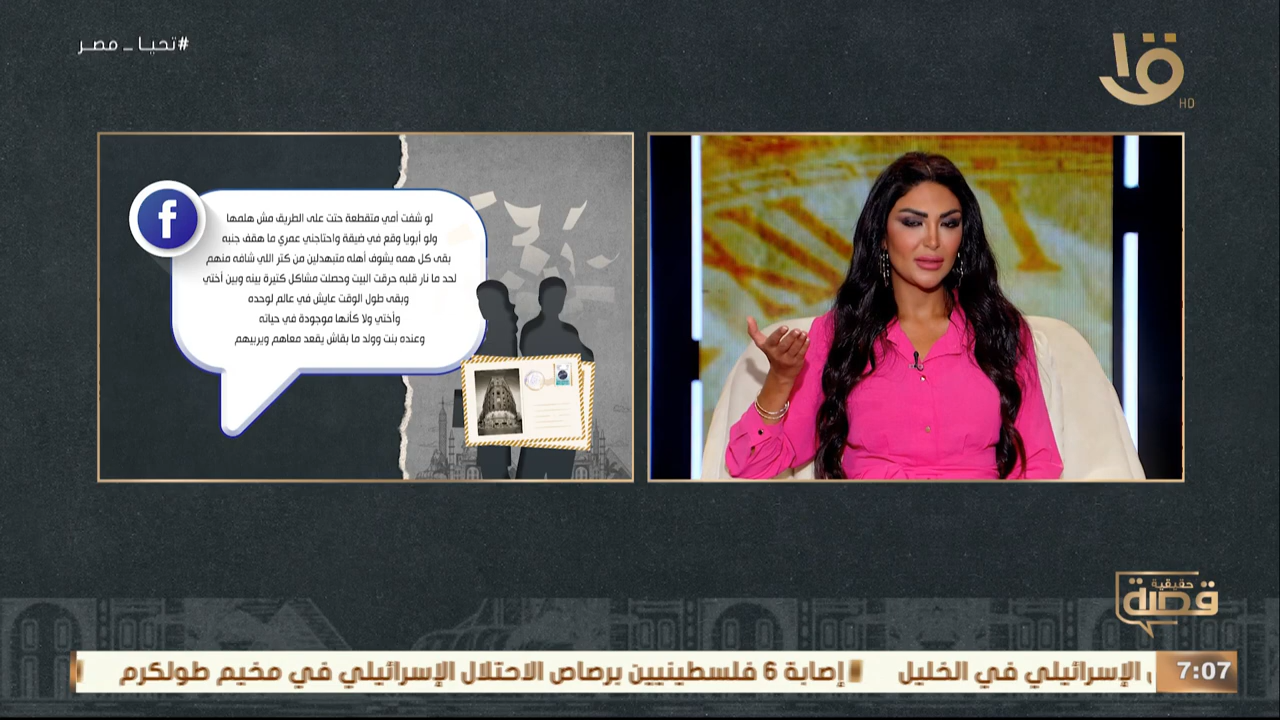 #تحيا _ مصر
HD
لو شفت أمي متقطعة حتت على الطريق مش هلمها
ولو أبويا وقع في ضيقة واحتاجني عمري ما هقف جنبه
بقى كل همه يشوف أهله متبهدلين من كتر اللي شافه منهم
لحد ما نار قلبه حرقت البيت وحصلت مشاكل كتيرة بينه وبين أختي
وبقى طول الوقت عايش في عالم لوحده
وأختي ولا كأنها موجودة في حياته
وعنده بنت وولد ما بقاش يقعد معاهم ويربيهم
قصة حقيقية
الإسرائيلي في الخليل إصابة 6 فلسطينيين برصاص الاحتلال الإسرائيلي في مخيم طولكرم
7:07